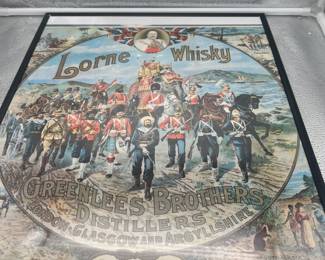 Lorne Whisky
GREENLEES BROTHERS
DISTILLERS
LONDON, GLASGOW AND ARGYLLSHIRE